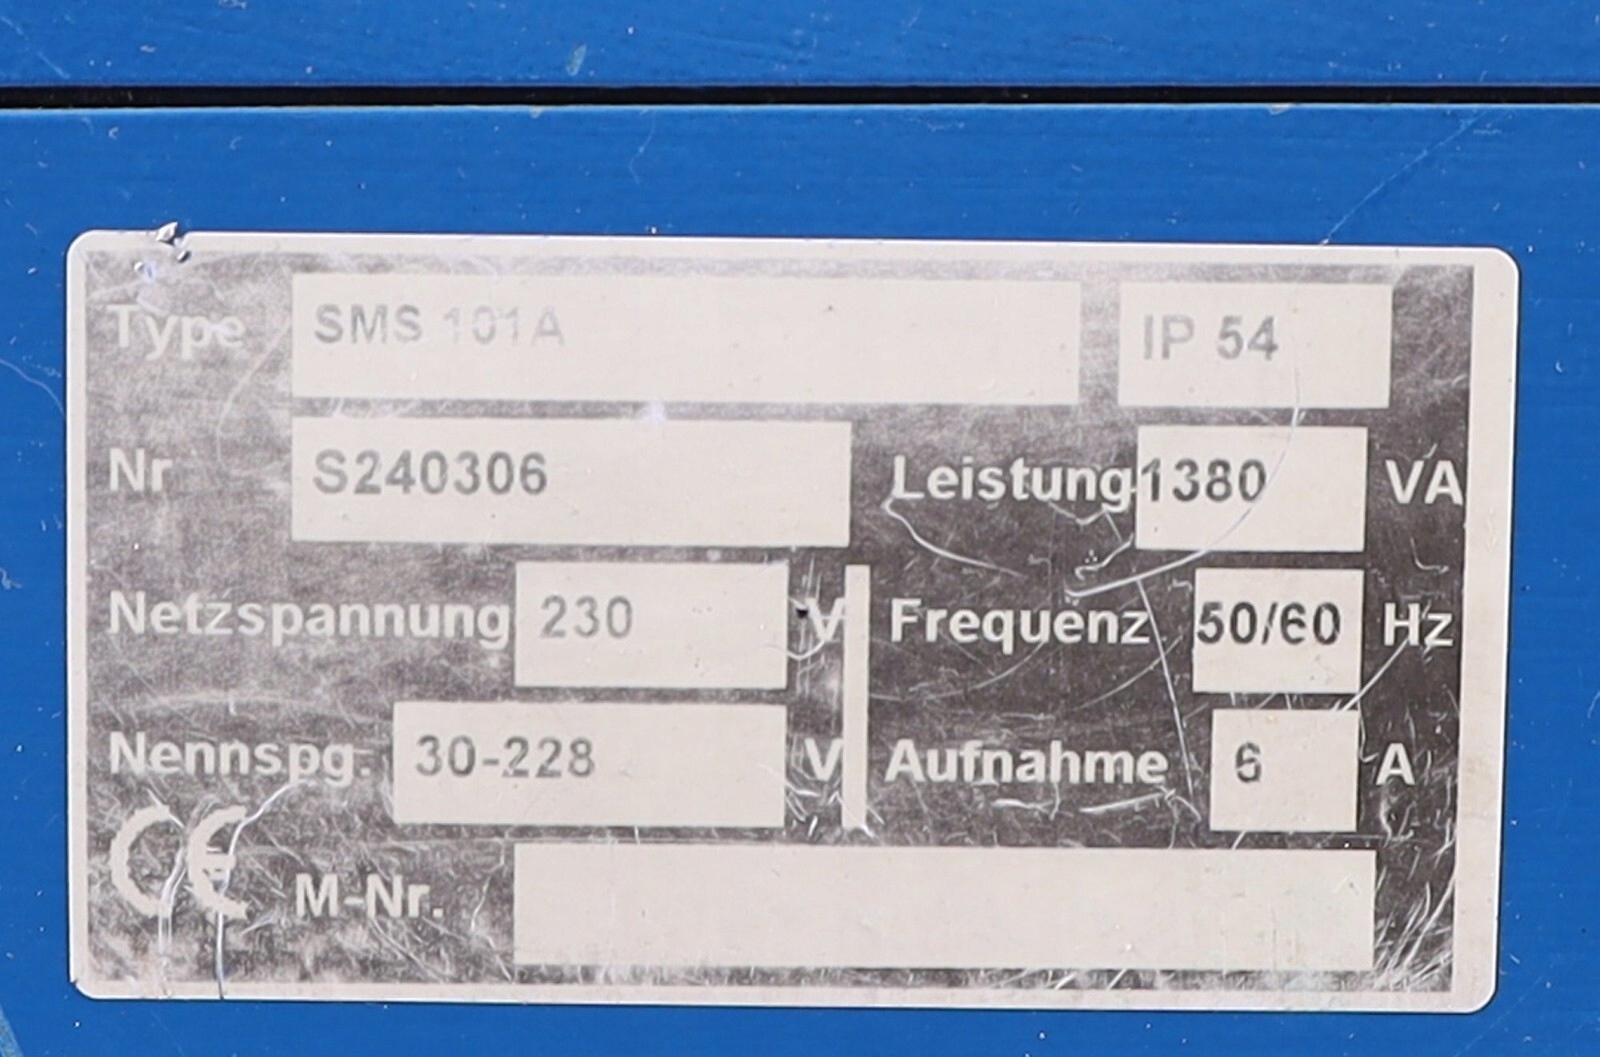 Type SMS 101A IP 54
Nr S240306 Leistung 1380 VA
Netzspannung 230 V Frequenz 50/60 Hz
Nennspg. 30-228 V Aufnahme 6 A
CE M-Nr.